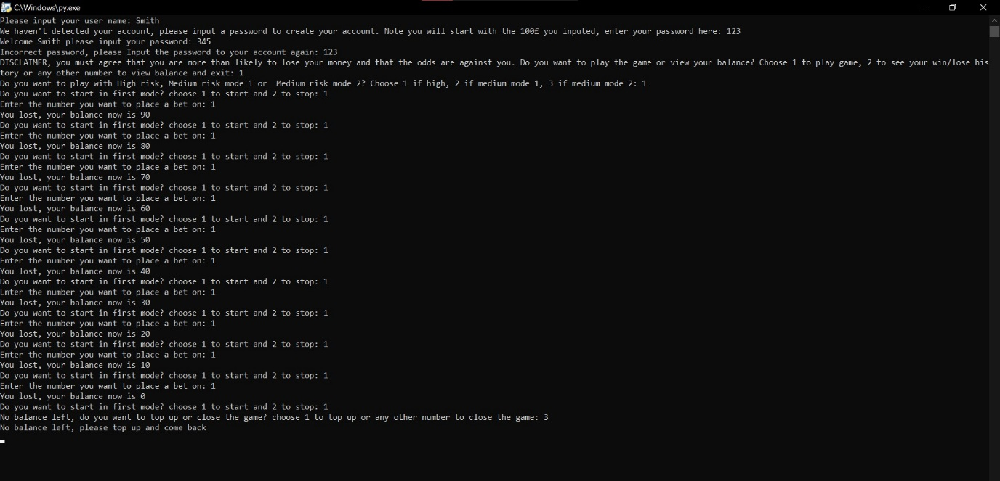 C:\Windows\py.exe
Please input your user name: Smith
We haven't detected your account, please input a password to create your account. Note you will start with the 100£ you inputed, enter your password here: 123
Welcome Smith please input your password: 345
Incorrect password, please Input the password to your account again: 123
DISCLAIMER, you must agree that you are more than likely to lose your money and that the odds are against you. Do you want to play the game or view your balance? Choose 1 to play game, 2 to see your win/lose his
tory or any other number to view balance and exit: 1
Do you want to play with High risk, Medium risk mode 1 or  Medium risk mode 2? Choose 1 if high, 2 if medium mode 1, 3 if medium mode 2: 1
Do you want to start in first mode? choose 1 to start and 2 to stop: 1
Enter the number you want to place a bet on: 1
You lost, your balance now is 90
Do you want to start in first mode? choose 1 to start and 2 to stop: 1
Enter the number you want to place a bet on: 1
You lost, your balance now is 80
Do you want to start in first mode? choose 1 to start and 2 to stop: 1
Enter the number you want to place a bet on: 1
You lost, your balance now is 70
Do you want to start in first mode? choose 1 to start and 2 to stop: 1
Enter the number you want to place a bet on: 1
You lost, your balance now is 60
Do you want to start in first mode? choose 1 to start and 2 to stop: 1
Enter the number you want to place a bet on: 1
You lost, your balance now is 50
Do you want to start in first mode? choose 1 to start and 2 to stop: 1
Enter the number you want to place a bet on: 1
You lost, your balance now is 40
Do you want to start in first mode? choose 1 to start and 2 to stop: 1
Enter the number you want to place a bet on: 1
You lost, your balance now is 30
Do you want to start in first mode? choose 1 to start and 2 to stop: 1
Enter the number you want to place a bet on: 1
You lost, your balance now is 20
Do you want to start in first mode? choose 1 to start and 2 to stop: 1
Enter the number you want to place a bet on: 1
You lost, your balance now is 10
Do you want to start in first mode? choose 1 to start and 2 to stop: 1
Enter the number you want to place a bet on: 1
You lost, your balance now is 0
Do you want to start in first mode? choose 1 to start and 2 to stop: 1
No balance left, do you want to top up or close the game? choose 1 to top up or any other number to close the game: 3
No balance left, please top up and come back